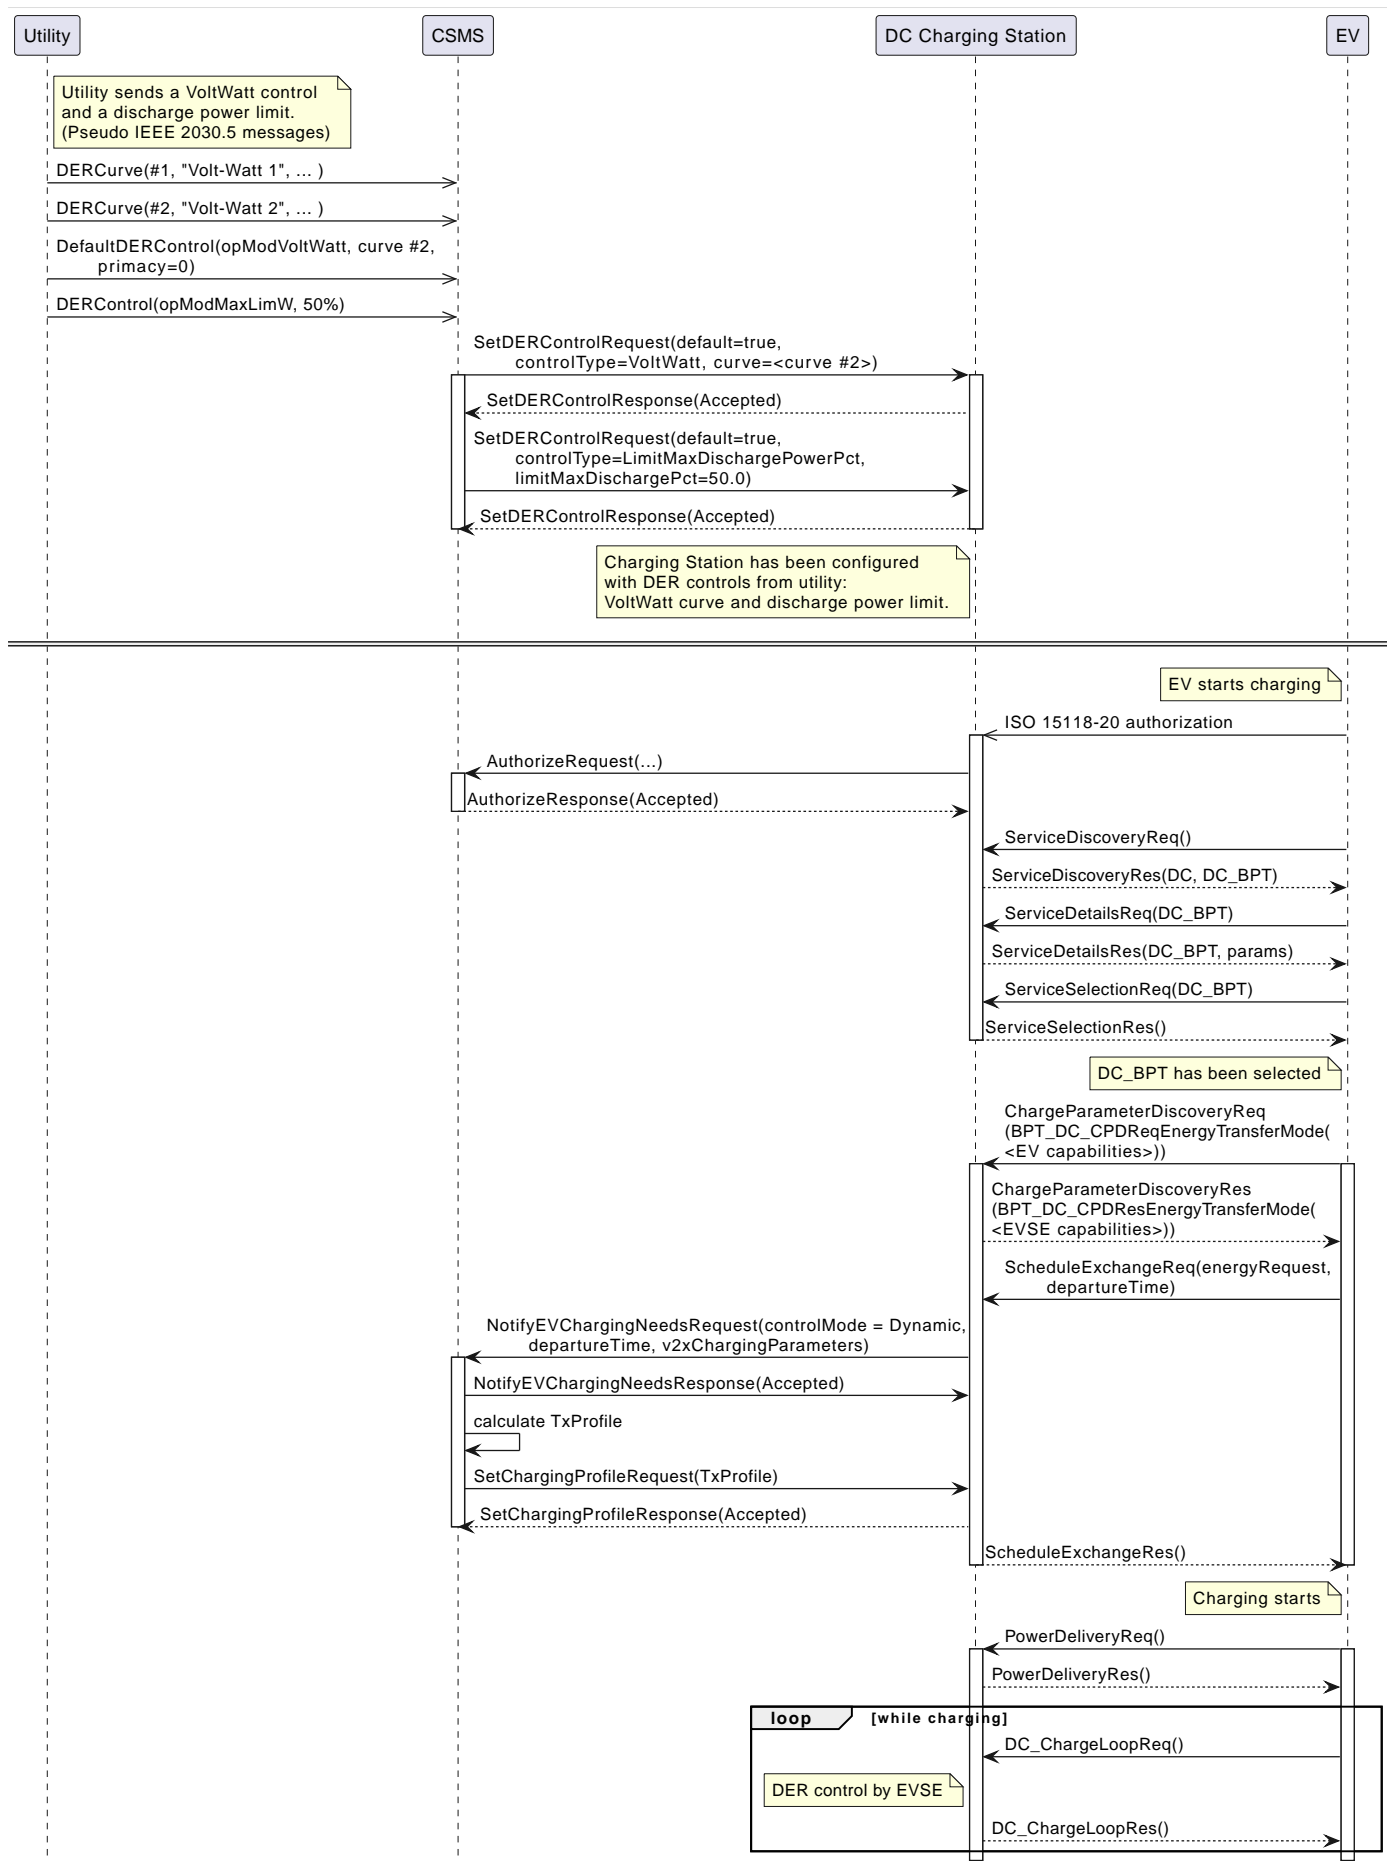 Utility
CSMS
DC Charging Station
EV
Utility sends a VoltWatt control
and a discharge power limit.
(Pseudo IEEE 2030.5 messages)
DERCurve(#1, "Volt-Watt 1", ... )
DERCurve(#2, "Volt-Watt 2", ... )
DefaultDERControl(opModVoltWatt, curve #2,
primacy=0)
DERControl(opModMaxLimW, 50%)
SetDERControlRequest(default=true,
controlType=VoltWatt, curve=<curve #2>)
SetDERControlResponse(Accepted)
SetDERControlRequest(default=true,
controlType=LimitMaxDischargePowerPct,
limitMaxDischargePct=50.0)
SetDERControlResponse(Accepted)
Charging Station has been configured
with DER controls from utility:
VoltWatt curve and discharge power limit.
EV starts charging
ISO 15118-20 authorization
AuthorizeRequest(...)
AuthorizeResponse(Accepted)
ServiceDiscoveryReq()
ServiceDiscoveryRes(DC, DC_BPT)
ServiceDetailsReq(DC_BPT)
ServiceDetailsRes(DC_BPT, params)
ServiceSelectionReq(DC_BPT)
ServiceSelectionRes()
DC_BPT has been selected
ChargeParameterDiscoveryReq
(BPT_DC_CPDReqEnergyTransferMode(
<EV capabilities>))
ChargeParameterDiscoveryRes
(BPT_DC_CPDResEnergyTransferMode(
<EVSE capabilities>))
ScheduleExchangeReq(energyRequest,
departureTime)
NotifyEVChargingNeedsRequest(controlMode = Dynamic,
departureTime, v2xChargingParameters)
NotifyEVChargingNeedsResponse(Accepted)
calculate TxProfile
SetChargingProfileRequest(TxProfile)
SetChargingProfileResponse(Accepted)
ScheduleExchangeRes()
Charging starts
PowerDeliveryReq()
PowerDeliveryRes()
loop [while charging]
DC_ChargeLoopReq()
DER control by EVSE
DC_ChargeLoopRes()